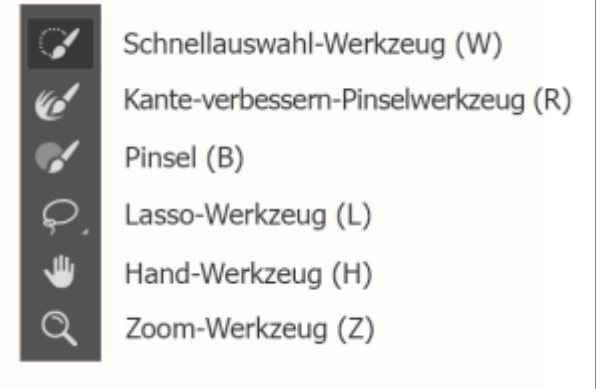 Schnellauswahl-Werkzeug (W)
Kante-verbessern-Pinselwerkzeug (R)
Pinsel (B)
Lasso-Werkzeug (L)
Hand-Werkzeug (H)
Zoom-Werkzeug (Z)